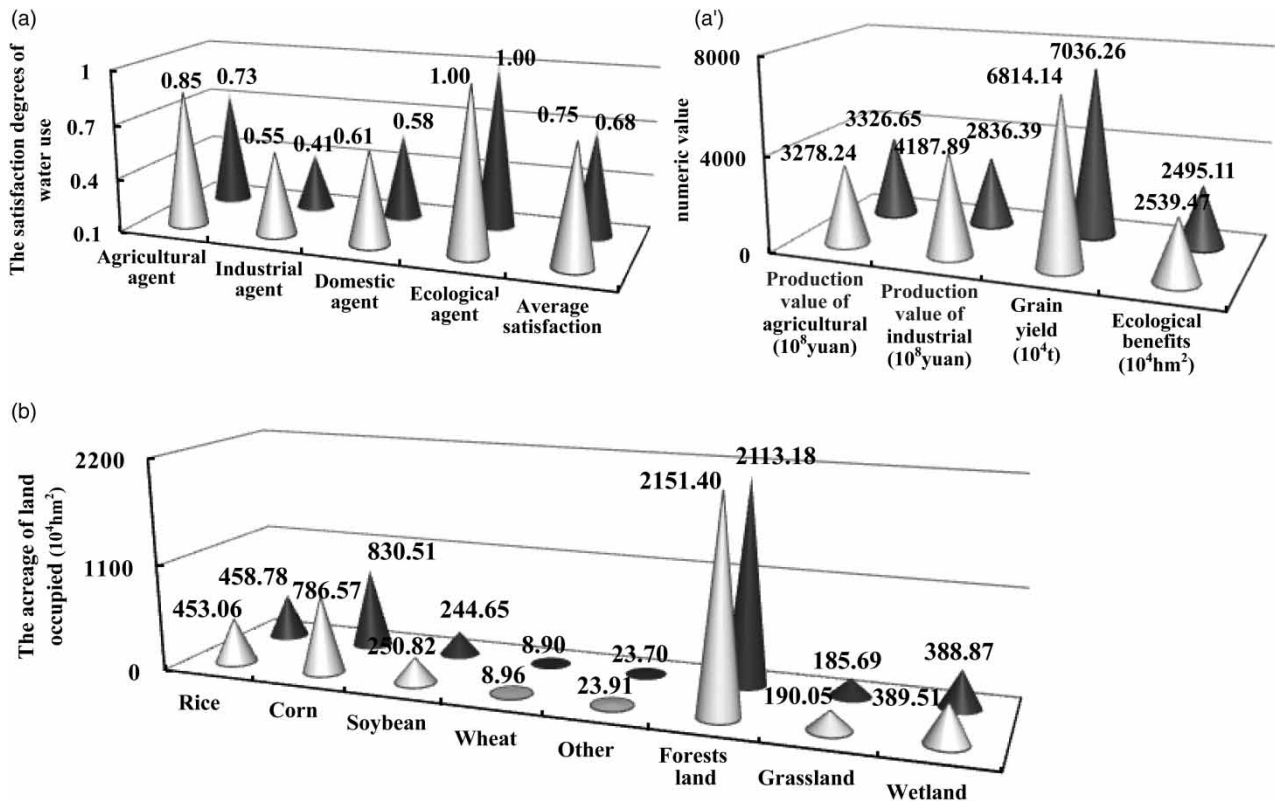 (a)
The satisfaction degrees of
water use
1
0.7
0.4
0.1
0.85
0.73
0.55
0.41
0.61
0.58
1.00
1.00
0.75
0.68
Agricultural
agent
Industrial
agent
Domestic
agent
Ecological
agent
Average
satisfaction
(a')
numeric value
8000
4000
0
3278.24
3326.65
4187.89
2836.39
6814.14
7036.26
2539.47
2495.11
Production value of
agricultural
(10⁸yuan)
Production
value of
industrial
(10⁸yuan)
Grain
yield
(10⁴t)
Ecological
benefits
(10⁴hm²)
(b)
The acreage of land
occupied (10⁴hm²)
2200
1100
0
453.06
458.78
786.57
830.51
250.82
244.65
8.96
8.90
23.91
23.70
2151.40
2113.18
190.05
185.69
389.51
388.87
Rice
Corn
Soybean
Wheat
Other
Forests
land
Grassland
Wetland